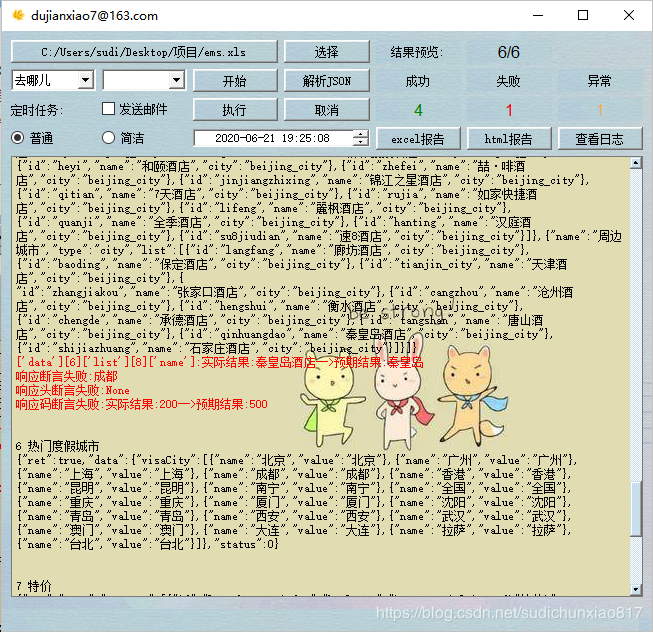 dujianxiao7@163.com
C:/Users/sudi/Desktop/项目/ems.xls 选择 结果预览: 6/6
去哪儿 开始 解析JSON 成功 失败 异常
定时任务: 发送邮件 执行 取消 4 1 1
普通 简洁 2020-06-21 19:25:08 excel报告 html报告 查看日志
{"id":"heyi","name":"和颐酒店","city":"beijing_city"},{"id":"zhefei","name":"喆·啡酒
店","city":"beijing_city"},{"id":"jinjiangzhixing","name":"锦江之星酒店","city":"beijing_city"},
{"id":"qitian","name":"7天酒店","city":"beijing_city"},{"id":"rujia","name":"如家快捷酒
店","city":"beijing_city"},{"id":"lifeng","name":"麗枫酒店","city":"beijing_city"},
{"id":"quanji","name":"全季酒店","city":"beijing_city"},{"id":"hanting","name":"汉庭酒
店","city":"beijing_city"},{"id":"su8jiudian","name":"速8酒店","city":"beijing_city"}]},{"name":"周边
城市","type":"city","list":[{"id":"langfang","name":"廊坊酒店","city":"beijing_city"},
{"id":"baoding","name":"保定酒店","city":"beijing_city"},{"id":"tianjin_city","name":"天津酒
店","city":"beijing_city"},{
"id":"zhangjiakou","name":"张家口酒店","city":"beijing_city"},{"id":"cangzhou","name":"沧州酒
店","city":"beijing_city"},{"id":"hengshui","name":"衡水酒店","city":"beijing_city"},
{"id":"chengde","name":"承德酒店","city":"beijing_city"},{"id":"tangshan","name":"唐山酒
店","city":"beijing_city"},{"id":"qinhuangdao","name":"秦皇岛酒店","city":"beijing_city"},
{"id":"shijiazhuang","name":"石家庄酒店","city":"beijing_city"}]}]}]}
['data'][6]['list'][8]['name']:实际结果:秦皇岛酒店-->预期结果:秦皇岛
响应断言失败:成都
响应头断言失败:None
响应码断言失败:实际结果:200-->预期结果:500
6 热门度假城市
{"ret":true,"data":{"visaCity":[{"name":"北京","value":"北京"},{"name":"广州","value":"广州"},
{"name":"上海","value":"上海"},{"name":"成都","value":"成都"},{"name":"香港","value":"香港"},
{"name":"昆明","value":"昆明"},{"name":"南宁","value":"南宁"},{"name":"全国","value":"全国"},
{"name":"重庆","value":"重庆"},{"name":"厦门","value":"厦门"},{"name":"沈阳","value":"沈阳"},
{"name":"青岛","value":"青岛"},{"name":"西安","value":"西安"},{"name":"武汉","value":"武汉"},
{"name":"澳门","value":"澳门"},{"name":"大连","value":"大连"},{"name":"拉萨","value":"拉萨"},
{"name":"台北","value":"台北"}]},"status":0}
7 特价
https://blog.csdn.net/sudichunxiao817